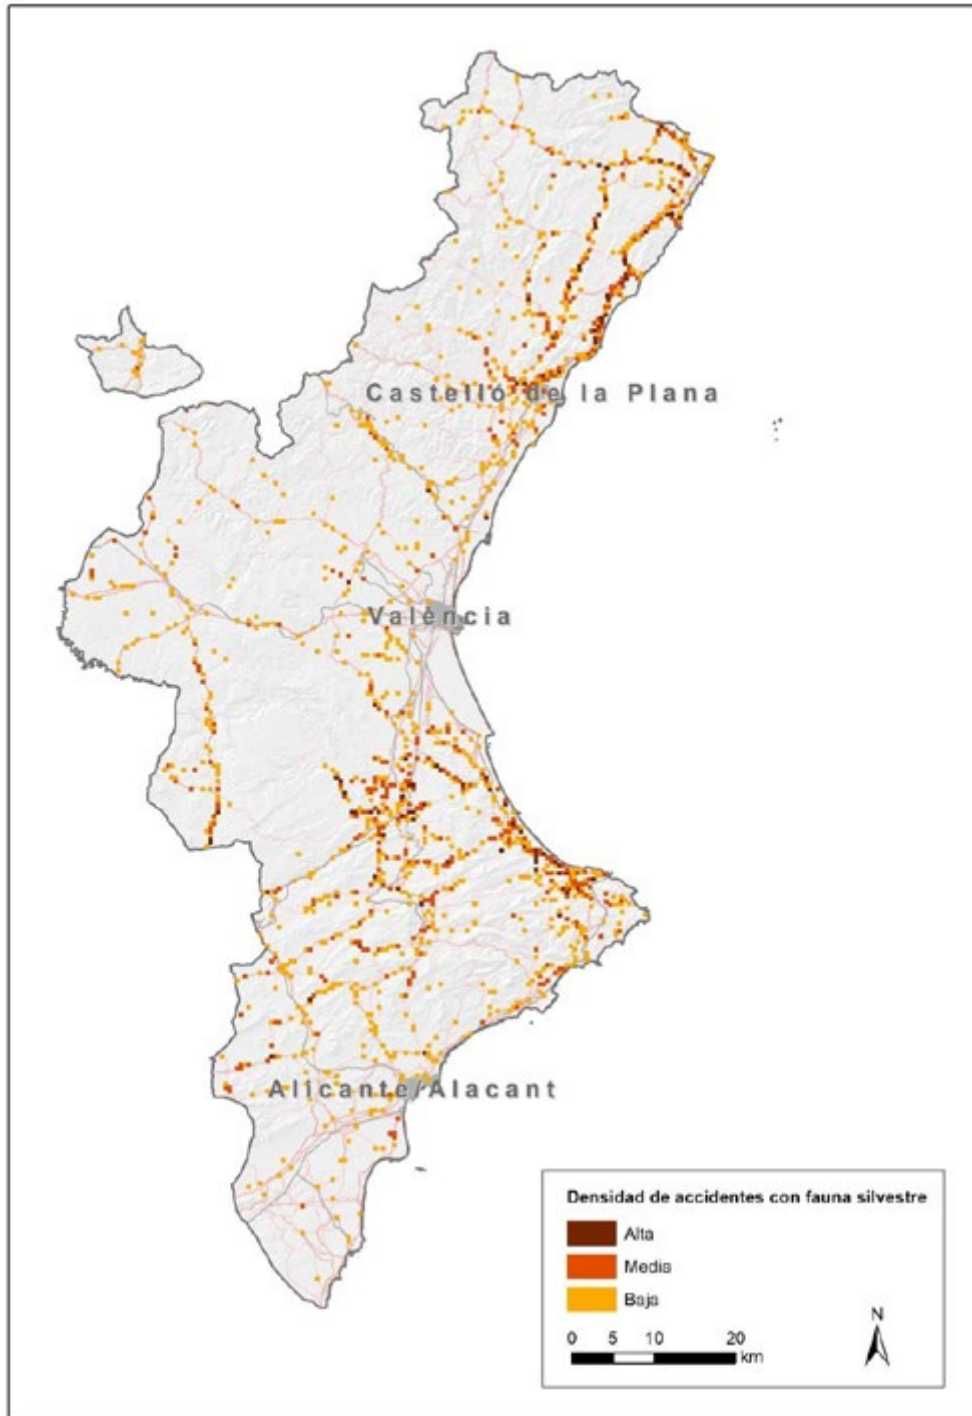 Castelló de la Plana
València
Alicante/Alacant
Densidad de accidentes con fauna silvestre
Alta
Media
Baja
N
0 5 10 20
km